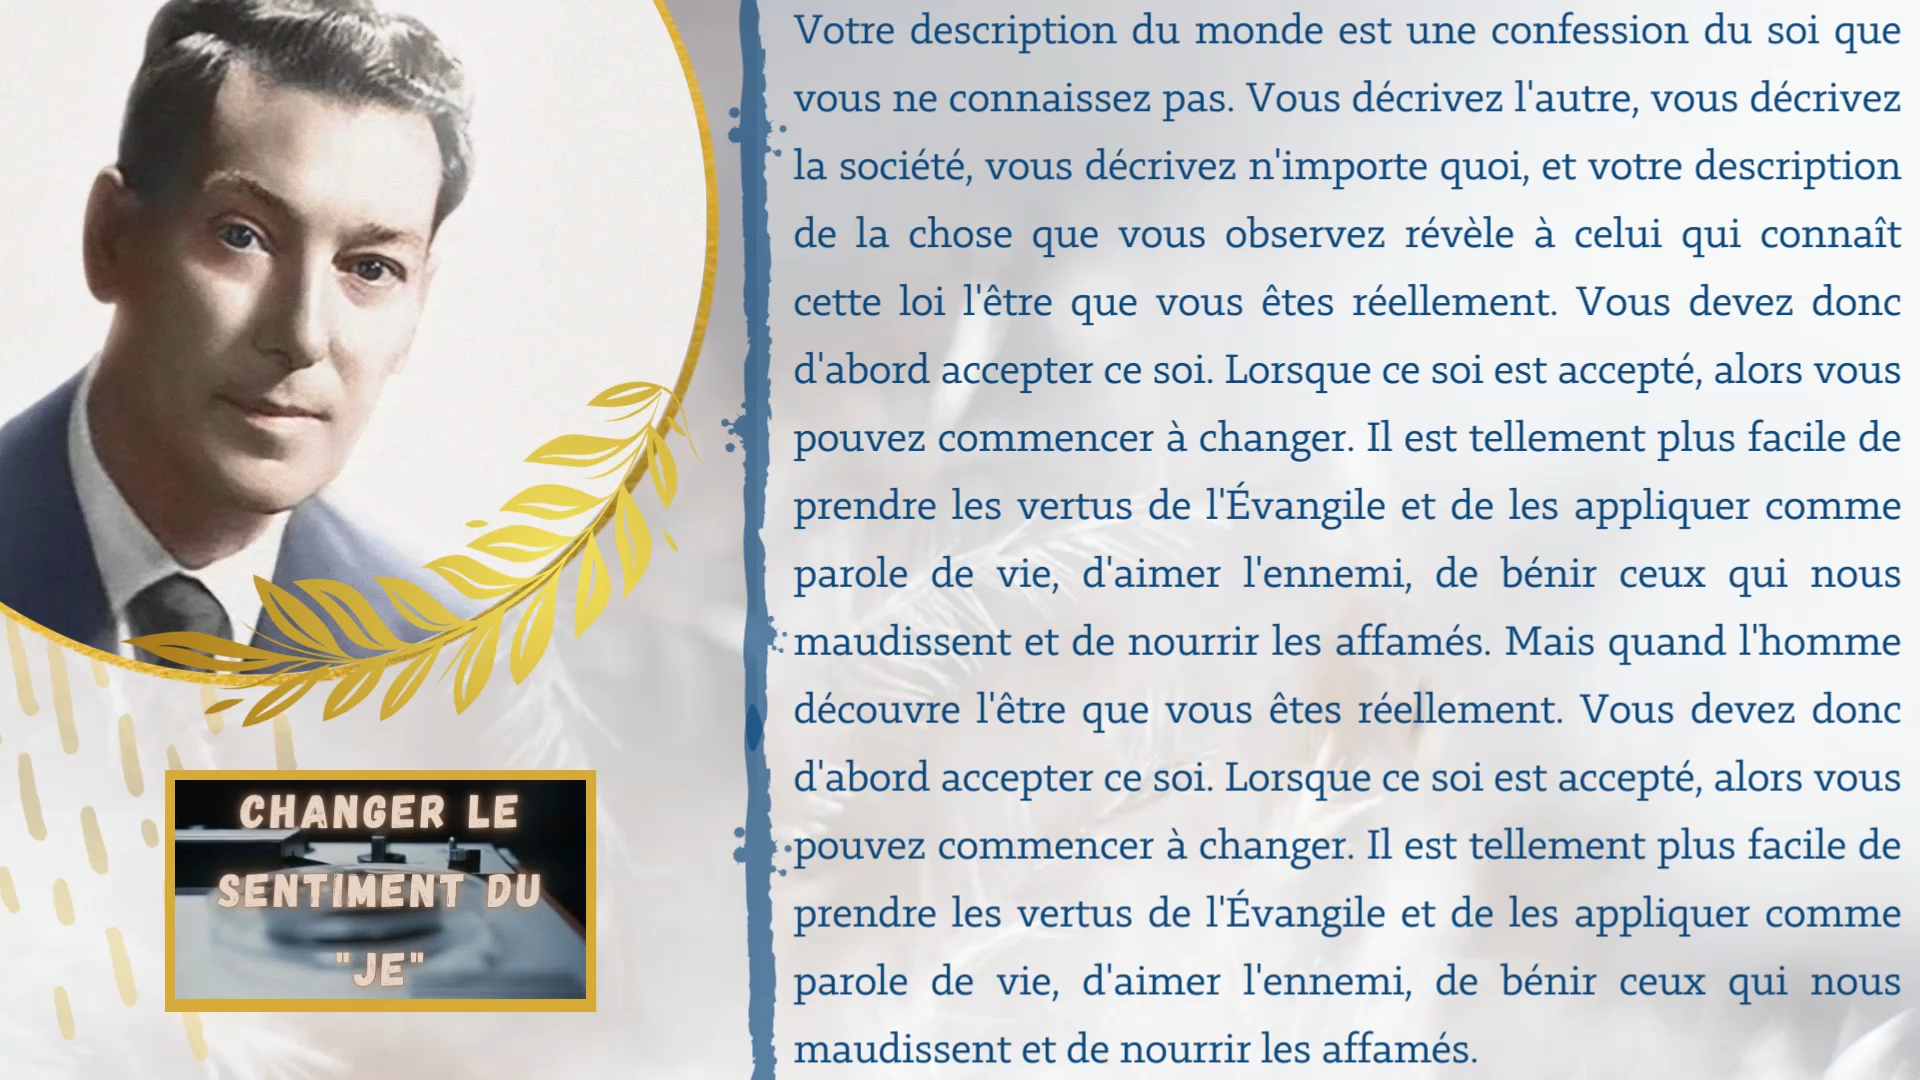 Votre description du monde est une confession du soi que
vous ne connaissez pas. Vous décrivez l'autre, vous décrivez
la société, vous décrivez n'importe quoi, et votre description
de la chose que vous observez révèle à celui qui connaît
cette loi l'être que vous êtes réellement. Vous devez donc
d'abord accepter ce soi. Lorsque ce soi est accepté, alors vous
pouvez commencer à changer. Il est tellement plus facile de
prendre les vertus de l'Évangile et de les appliquer comme
parole de vie, d'aimer l'ennemi, de bénir ceux qui nous
maudissent et de nourrir les affamés. Mais quand l'homme
découvre l'être que vous êtes réellement. Vous devez donc
d'abord accepter ce soi. Lorsque ce soi est accepté, alors vous
pouvez commencer à changer. Il est tellement plus facile de
prendre les vertus de l'Évangile et de les appliquer comme
parole de vie, d'aimer l'ennemi, de bénir ceux qui nous
maudissent et de nourrir les affamés.
CHANGER LE
SENTIMENT DU
"JE"